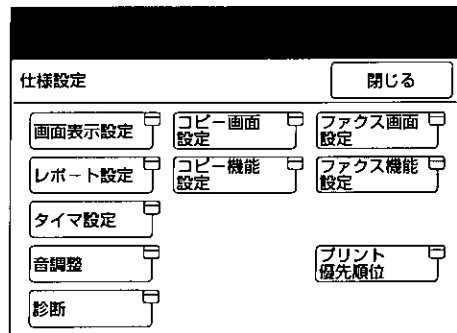 仕様設定
閉じる
画面表示設定
コピー画面
設定
ファクス画面
設定
レポート設定
コピー機能
設定
ファクス機能
設定
タイマ設定
音調整
プリント
優先順位
診断